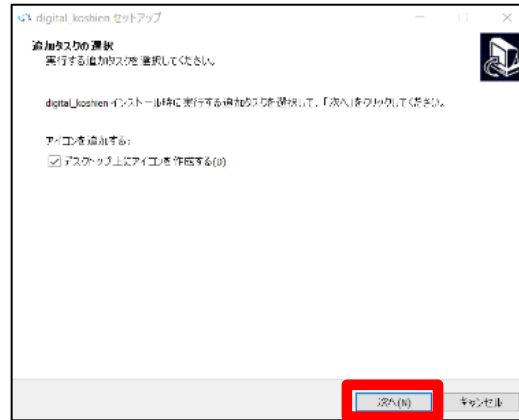 digital_koshien セットアップ
追加タスクの選択
実行する追加タスクを選択してください。
digital_koshien インストール時に実行する追加タスクを選択して、「次へ」をクリックしてください。
アイコンを追加する:
デスクトップ上にアイコンを作成する(D)
次へ(N)
キャンセル